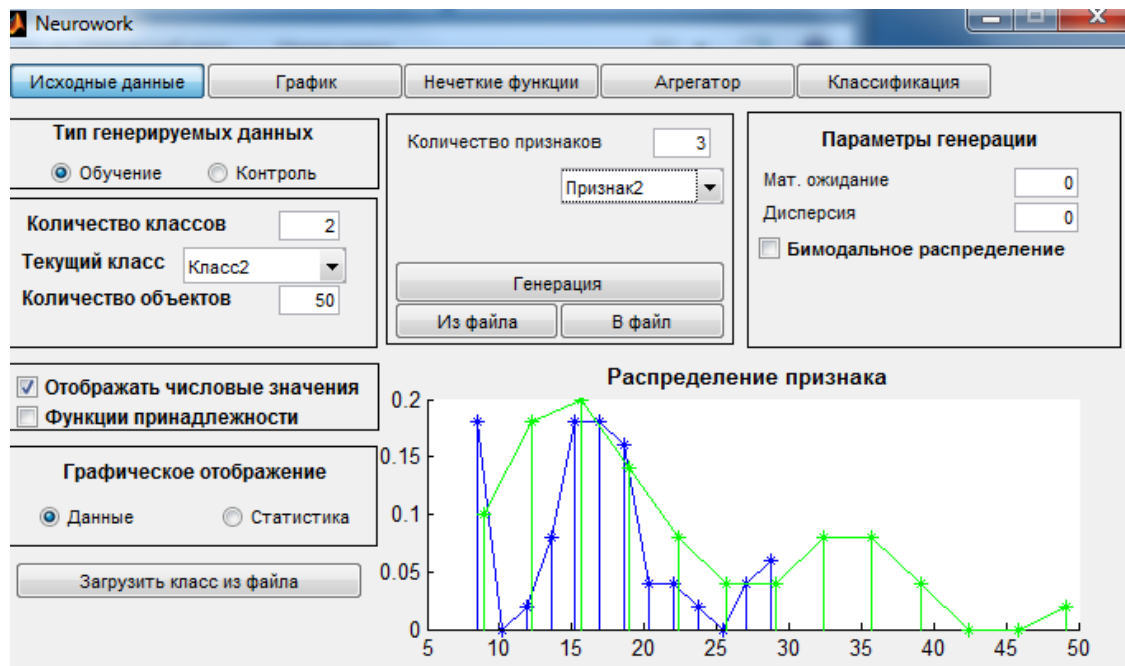 Neurowork
Исходные данные График Нечеткие функции Агрегатор Классификация
Тип генерируемых данных
Обучение Контроль
Количество классов 2
Текущий класс Класс2
Количество объектов 50
Количество признаков 3
Признак2
Генерация
Из файла В файл
Параметры генерации
Мат. ожидание 0
Дисперсия 0
Бимодальное распределение
Отображать числовые значения
Функции принадлежности
Графическое отображение
Данные Статистика
Загрузить класс из файла
Распределение признака
0.2
0.15
0.1
0.05
0
5 10 15 20 25 30 35 40 45 50